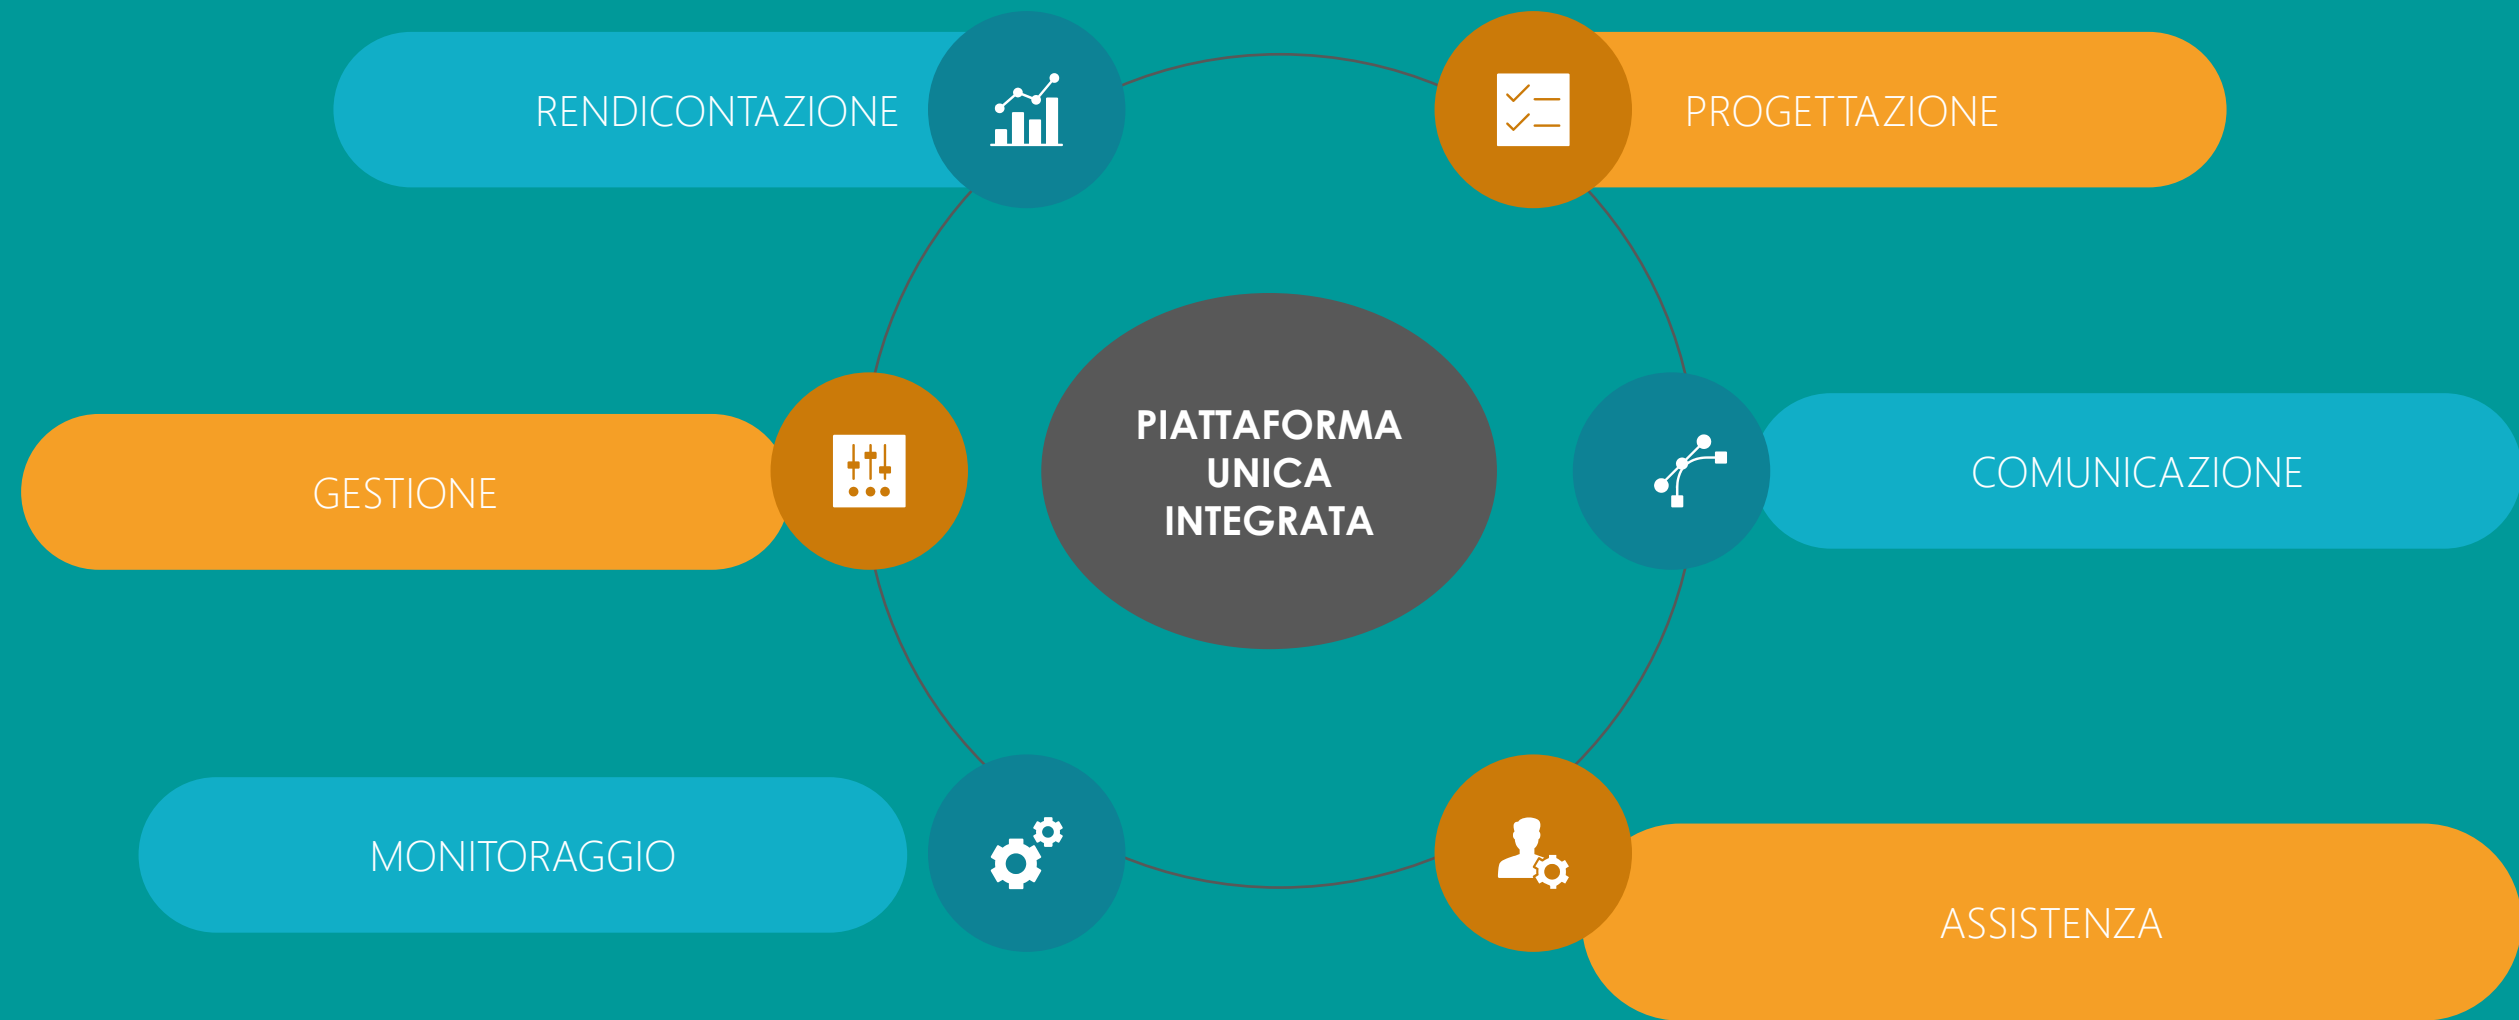 RENDICONTAZIONE
PROGETTAZIONE
PIATTAFORMA
UNICA
INTEGRATA
GESTIONE
COMUNICAZIONE
MONITORAGGIO
ASSISTENZA